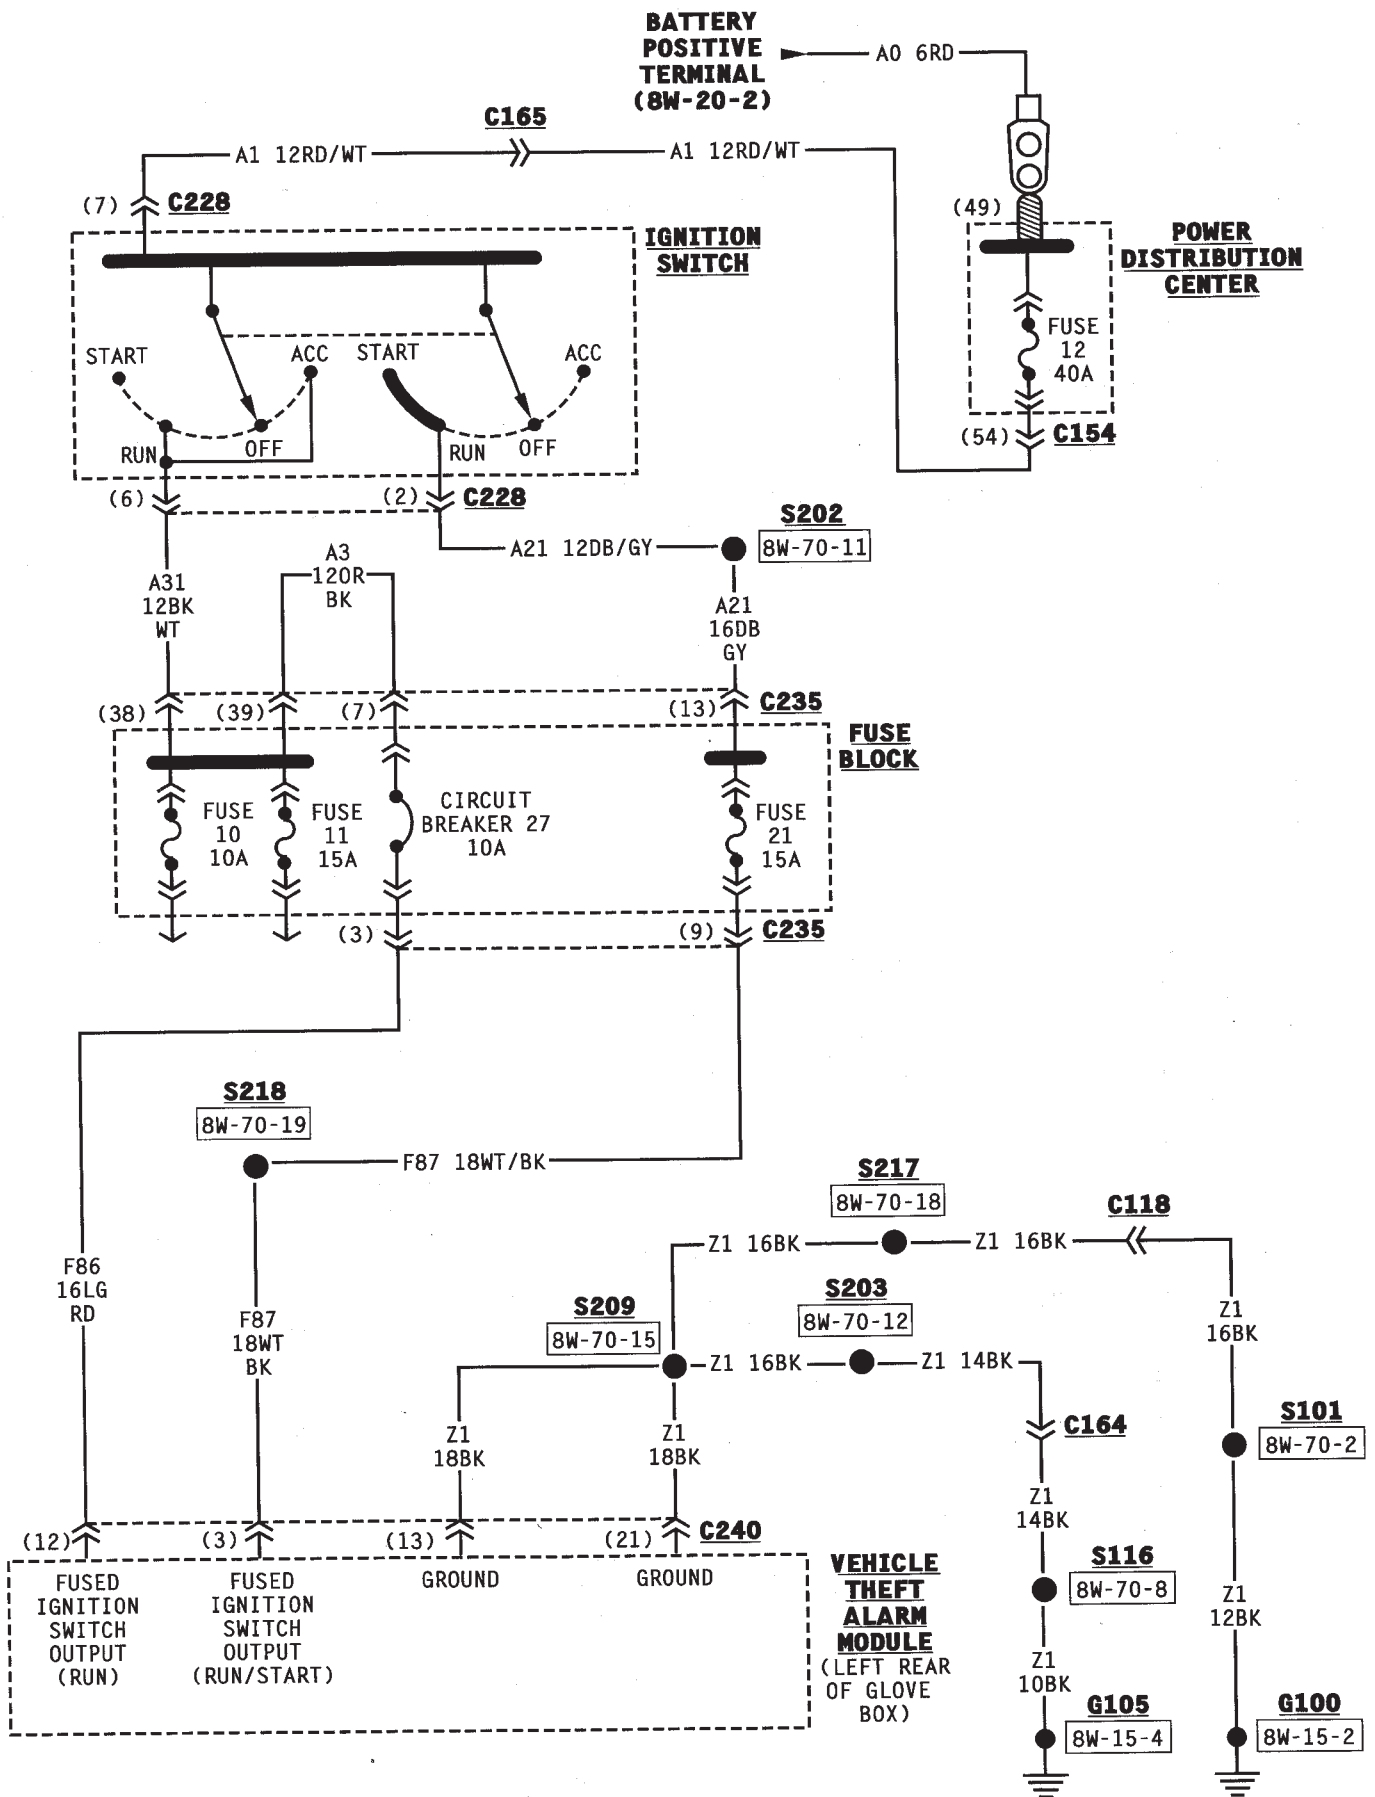 BATTERY
POSITIVE
TERMINAL
(8W-20-2)
A0 6RD
C165
A1 12RD/WT
A1 12RD/WT
(7)
C228
(49)
IGNITION
SWITCH
POWER
DISTRIBUTION
CENTER
START
ACC
START
ACC
FUSE
12
40A
RUN
OFF
RUN
OFF
(54)
C154
(6)
(2)
C228
S202
8W-70-11
A21 12DB/GY
A3
12OR
BK
A31
12BK
WT
A21
16DB
GY
(38)
(39)
(7)
(13)
C235
FUSE
BLOCK
FUSE
10
10A
FUSE
11
15A
CIRCUIT
BREAKER 27
10A
FUSE
21
15A
(3)
(9)
C235
S218
8W-70-19
F87 18WT/BK
S217
8W-70-18
C118
Z1 16BK
Z1 16BK
F86
16LG
RD
F87
18WT
BK
S209
8W-70-15
S203
8W-70-12
Z1 16BK
Z1 14BK
Z1
16BK
Z1
18BK
Z1
18BK
C164
S101
8W-70-2
Z1
14BK
(12)
(3)
(13)
(21)
C240
S116
8W-70-8
FUSED
IGNITION
SWITCH
OUTPUT
(RUN)
FUSED
IGNITION
SWITCH
OUTPUT
(RUN/START)
GROUND
GROUND
VEHICLE
THEFT
ALARM
MODULE
(LEFT REAR
OF GLOVE
BOX)
Z1
12BK
Z1
10BK
G105
8W-15-4
G100
8W-15-2